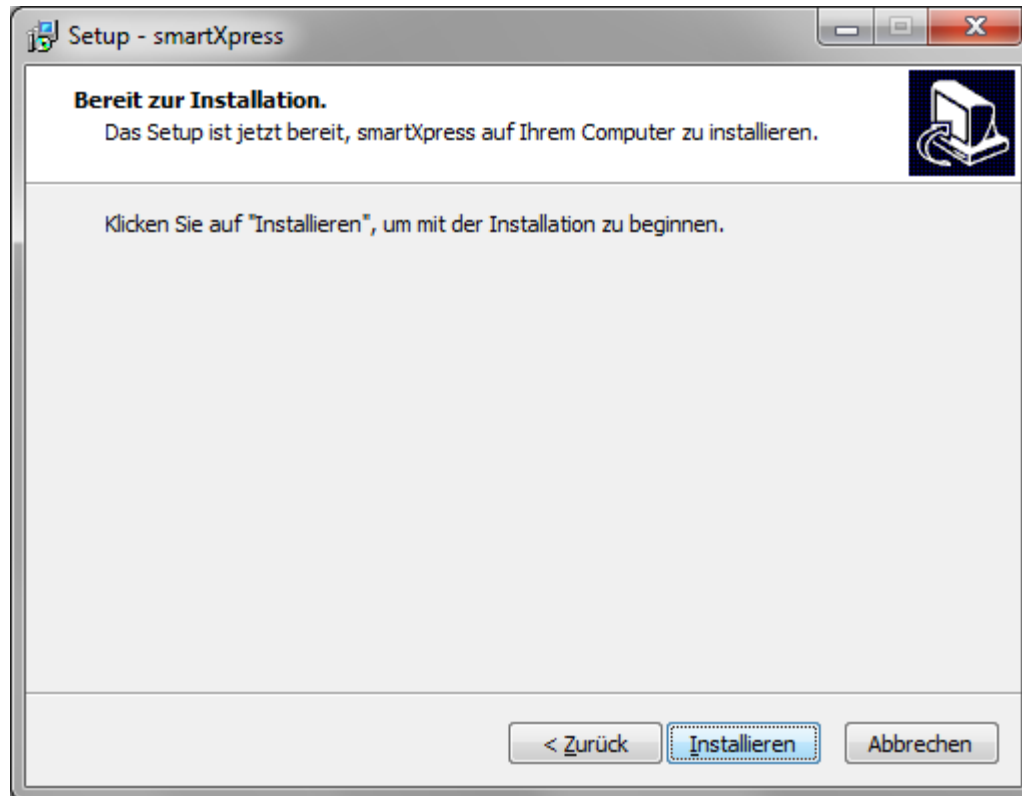 Setup - smartXpress
Bereit zur Installation.
Das Setup ist jetzt bereit, smartXpress auf Ihrem Computer zu installieren.
Klicken Sie auf "Installieren", um mit der Installation zu beginnen.
< Zurück
Installieren
Abbrechen